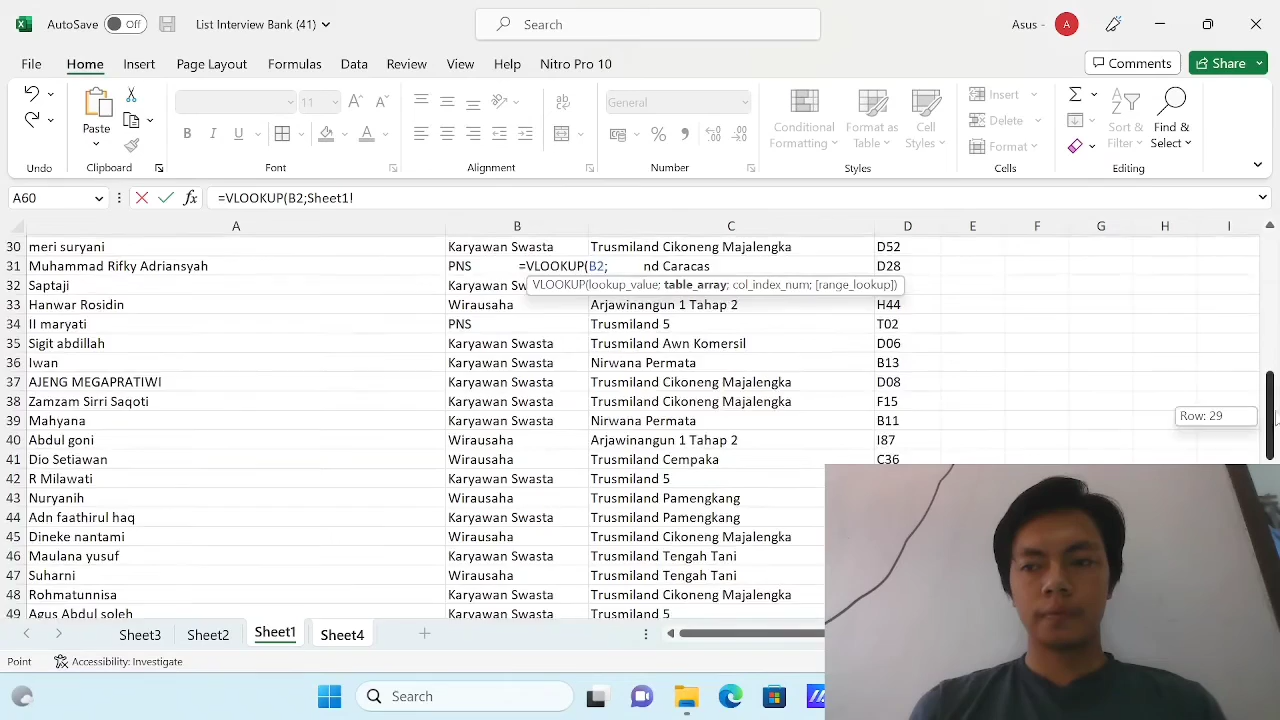 AutoSave Off List Interview Bank (41) Search Asus - A
File Home Insert Page Layout Formulas Data Review View Help Nitro Pro 10 Comments Share
11 General Insert
Paste B I U Conditional Format as Cell Delete Sort & Find &
Formatting Table Styles Format Filter Select
Undo Clipboard Font Alignment Number Styles Cells Editing
A60 fx =VLOOKUP(B2;Sheet1!
A B C D E F G H I
30 meri suryani Karyawan Swasta Trusmiland Cikoneng Majalengka D52
31 Muhammad Rifky Adriansyah PNS =VLOOKUP(B2; nd Caracas D28
32 Saptaji Karyawan Sw VLOOKUP(lookup_value; table_array; col_index_num; [range_lookup])
33 Hanwar Rosidin Wirausaha Arjawinangun 1 Tahap 2 H44
34 II maryati PNS Trusmiland 5 T02
35 Sigit abdillah Karyawan Swasta Trusmiland Awn Komersil D06
36 Iwan Karyawan Swasta Nirwana Permata B13
37 AJENG MEGAPRATIWI Karyawan Swasta Trusmiland Cikoneng Majalengka D08
38 Zamzam Sirri Saqoti Karyawan Swasta Trusmiland Cikoneng Majalengka F15
39 Mahyana Karyawan Swasta Nirwana Permata B11
Row: 29
40 Abdul goni Wirausaha Arjawinangun 1 Tahap 2 I87
41 Dio Setiawan Wirausaha Trusmiland Cempaka C36
42 R Milawati Karyawan Swasta Trusmiland 5
43 Nuryanih Wirausaha Trusmiland Pamengkang
44 Adn faathirul haq Karyawan Swasta Trusmiland Pamengkang
45 Dineke nantami Wirausaha Trusmiland Cikoneng Majalengka
46 Maulana yusuf Karyawan Swasta Trusmiland Tengah Tani
47 Suharni Wirausaha Trusmiland Tengah Tani
48 Rohmatunnisa Karyawan Swasta Trusmiland Cikoneng Majalengka
49 Agus Abdul soleh Karyawan Swasta Trusmiland 5
Sheet3 Sheet2 Sheet1 Sheet4
Point Accessibility: Investigate
Search